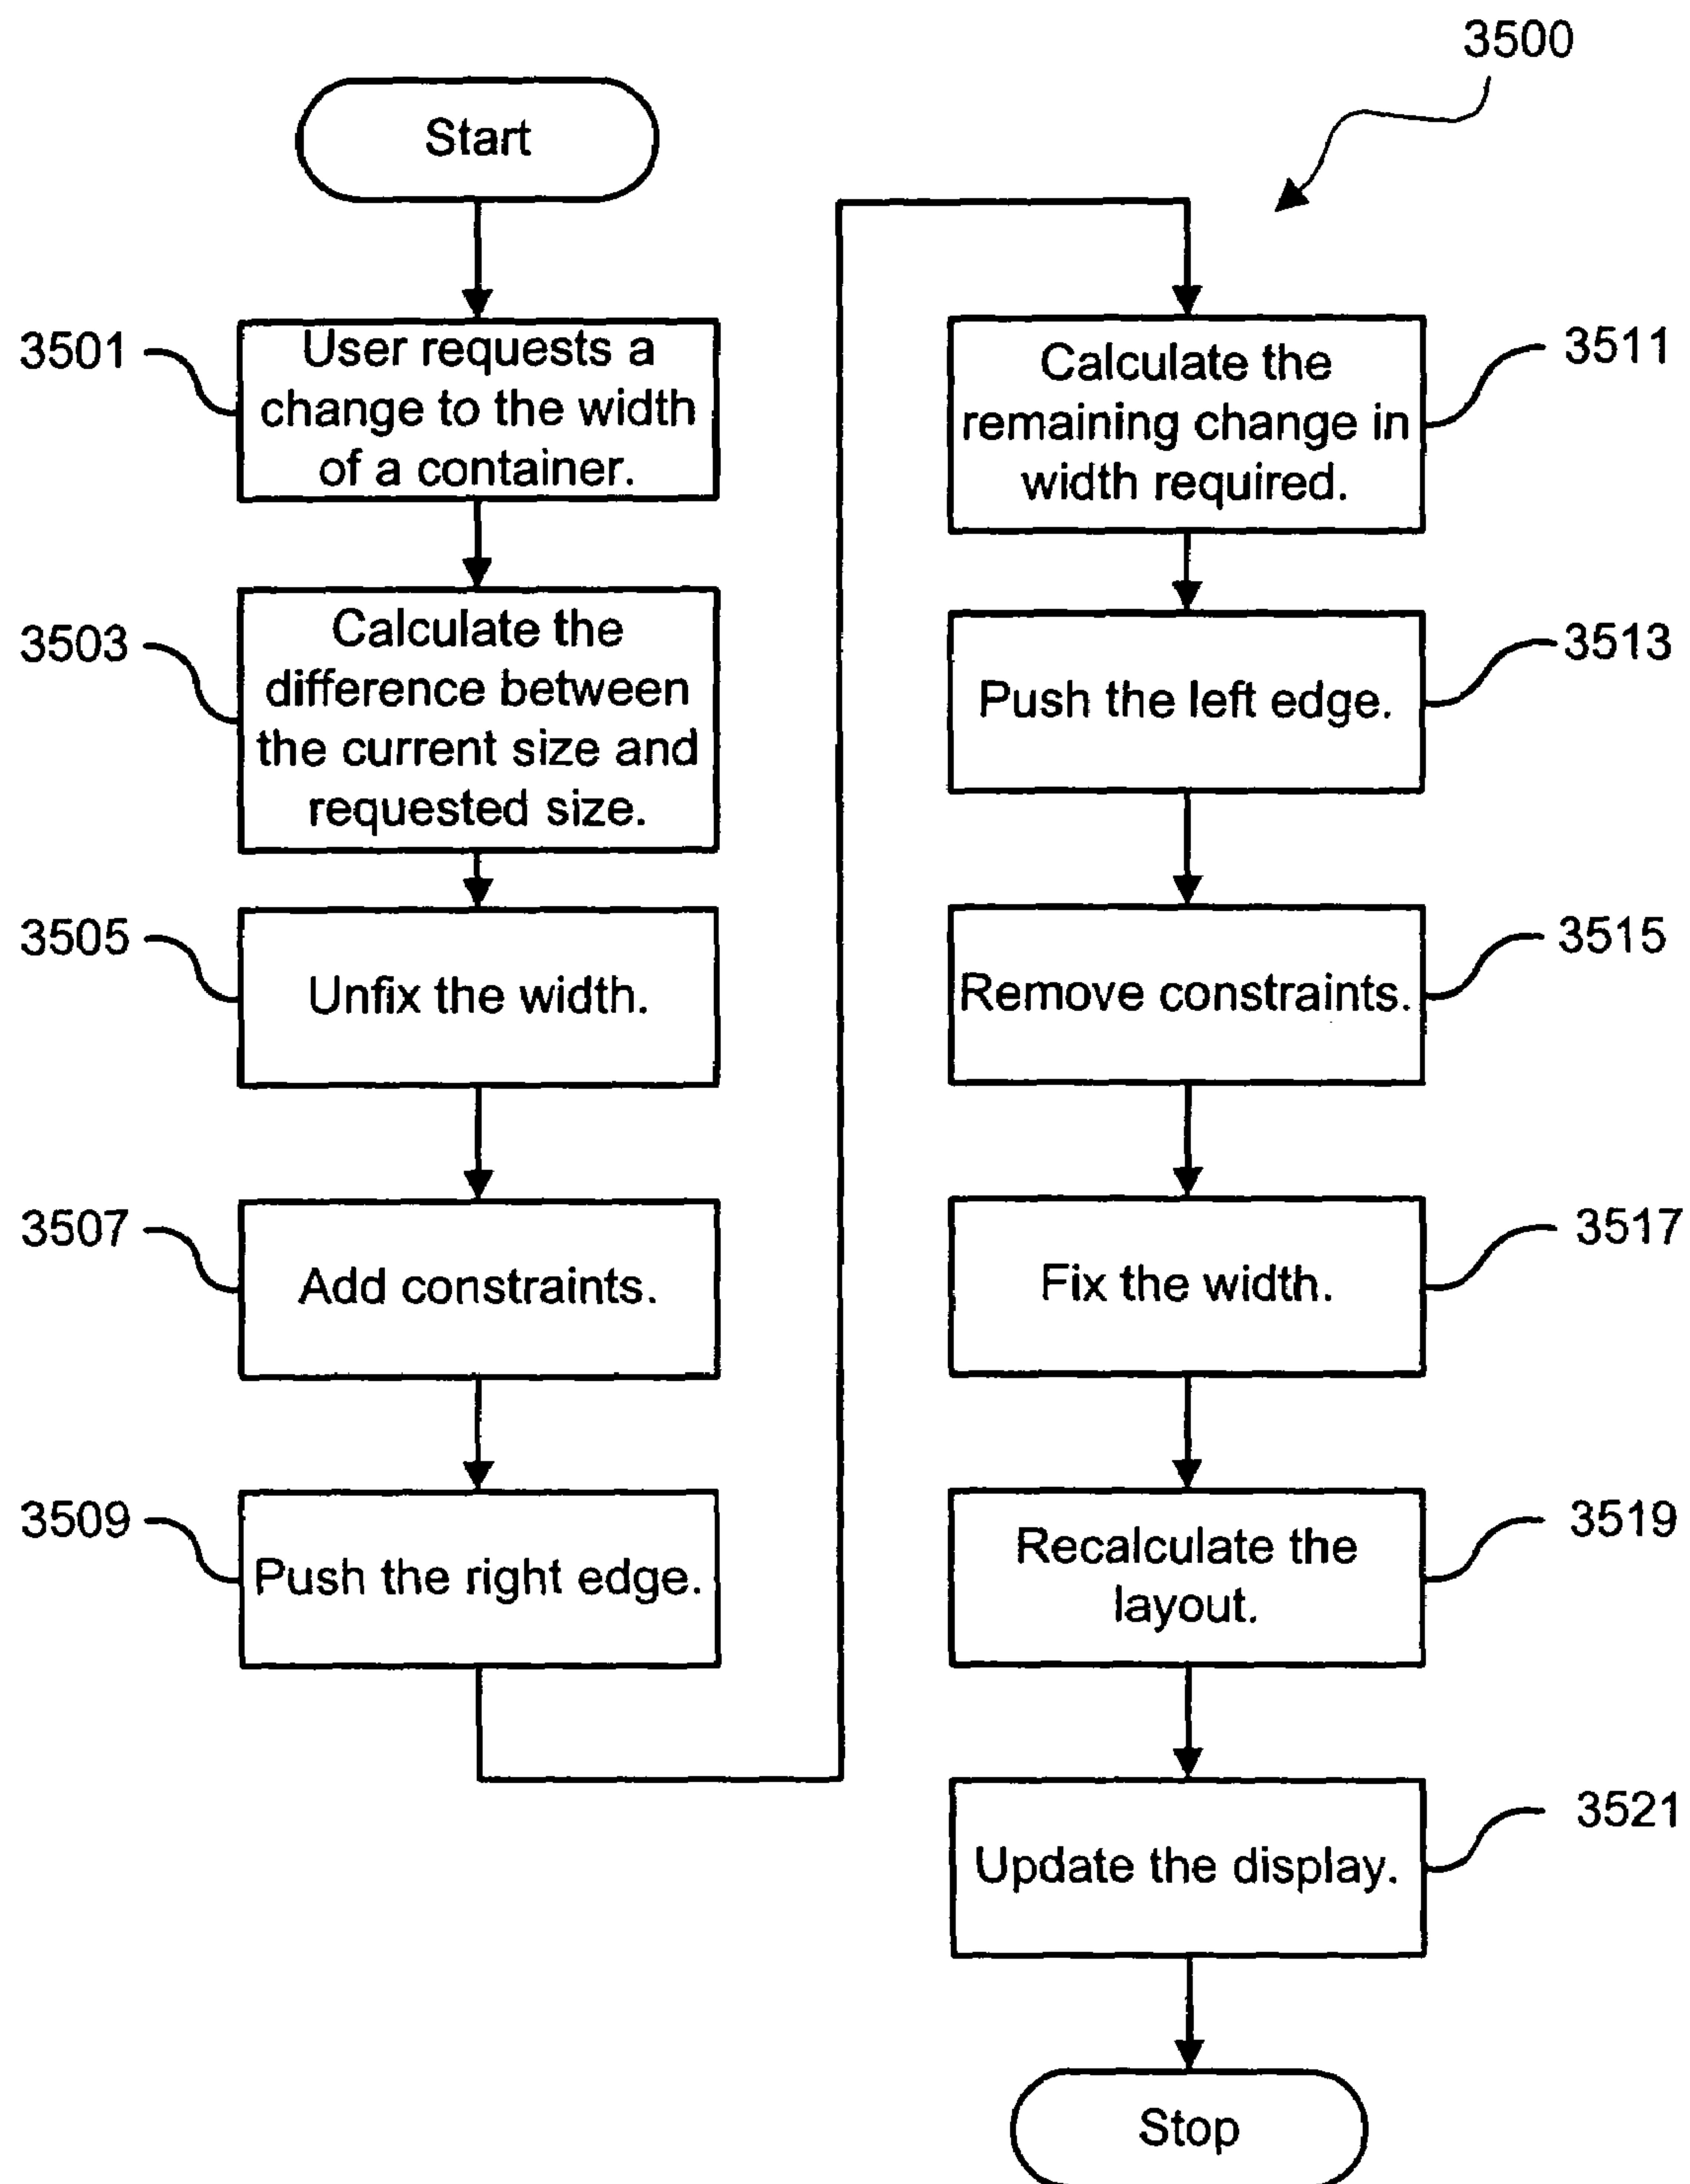 3500
Start
3501
User requests a
change to the width
of a container.
3503
Calculate the
difference between
the current size and
requested size.
3505
Unfix the width.
3507
Add constraints.
3509
Push the right edge.
3511
Calculate the
remaining change in
width required.
3513
Push the left edge.
3515
Remove constraints.
3517
Fix the width.
3519
Recalculate the
layout.
3521
Update the display.
Stop